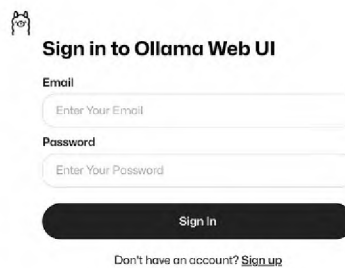 Sign in to Ollama Web UI
Email
Enter Your Email
Password
Enter Your Password
Sign In
Don't have an account? Sign up